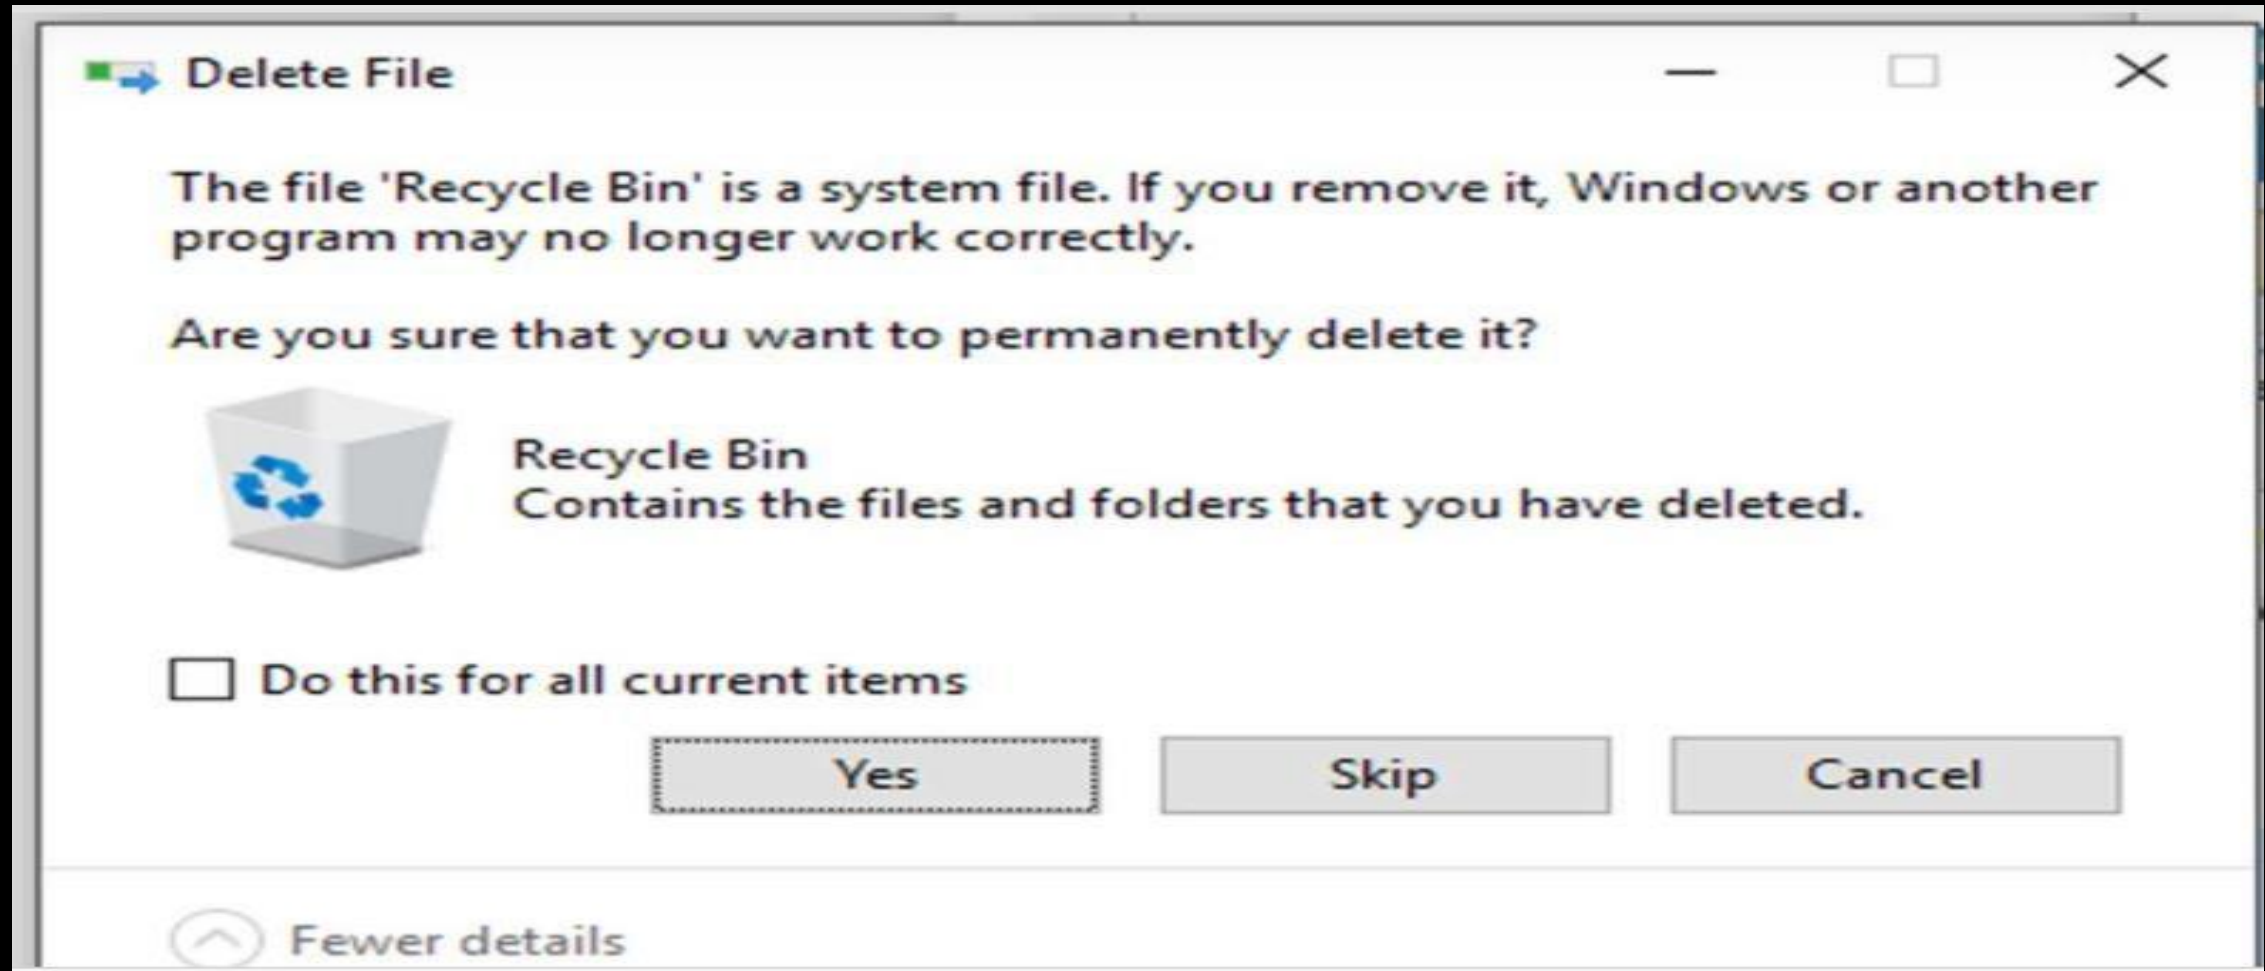 Delete File
The file 'Recycle Bin' is a system file. If you remove it, Windows or another
program may no longer work correctly.
Are you sure that you want to permanently delete it?
Recycle Bin
Contains the files and folders that you have deleted.
Do this for all current items
Yes
Skip
Cancel
Fewer details